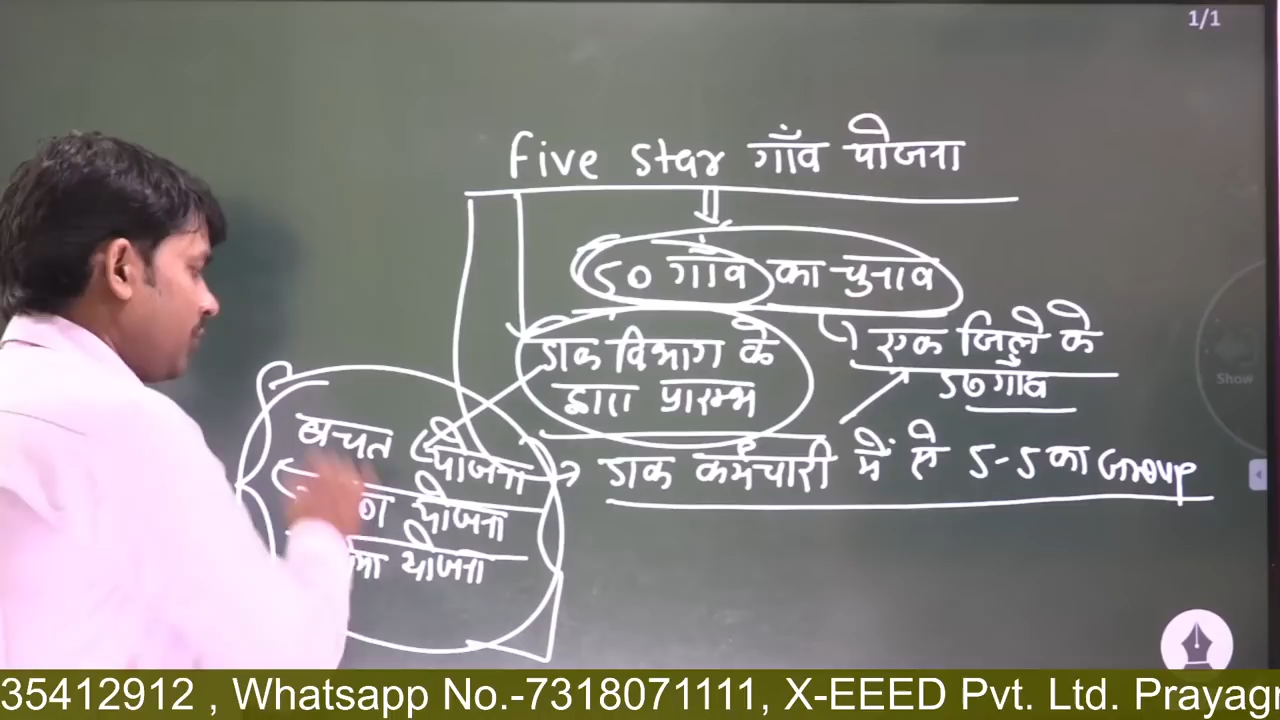 1/1
Five Star गाँव योजना
50 गाँव का चुनाव
डाक विभाग के
द्वारा प्रारम्भ
एक जिले के
50 गाँव
बचत योजना
योजना
योजना
डाक कर्मचारी में से 5-5 का Group
Show
35412912 , Whatsapp No.-7318071111, X-EEED Pvt. Ltd. Prayagr